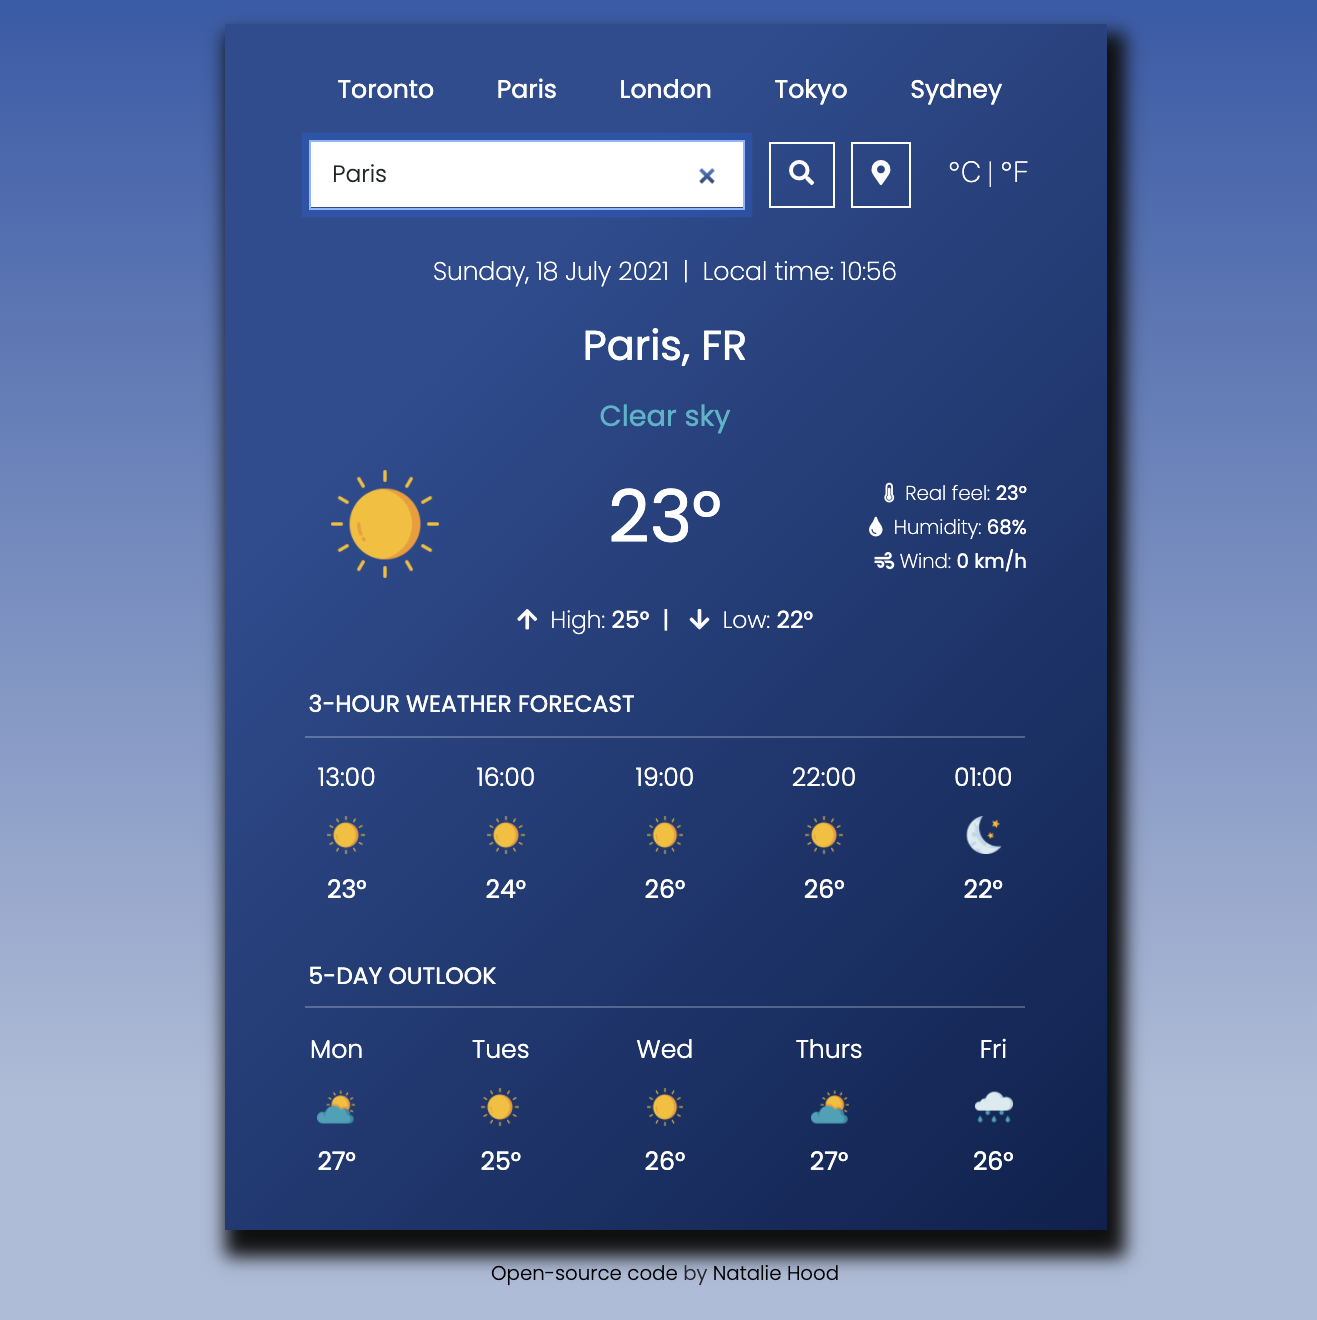 Toronto Paris London Tokyo Sydney
Paris °C | °F
Sunday, 18 July 2021 | Local time: 10:56
Paris, FR
Clear sky
23°
Real feel: 23°
Humidity: 68%
Wind: 0 km/h
High: 25° | Low: 22°
3-HOUR WEATHER FORECAST
13:00 16:00 19:00 22:00 01:00
23° 24° 26° 26° 22°
5-DAY OUTLOOK
Mon Tues Wed Thurs Fri
27° 25° 26° 27° 26°
Open-source code by Natalie Hood